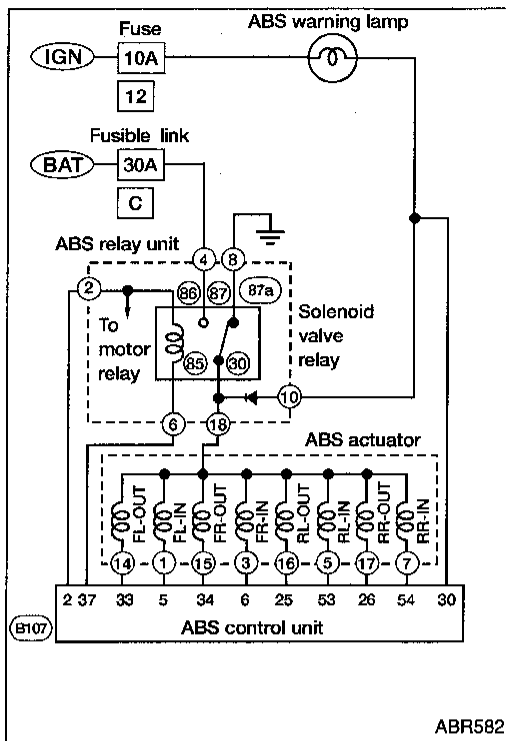 ABS warning lamp
Fuse
IGN
10A
12
Fusible link
BAT
30A
C
ABS relay unit
4
8
2
86
87
87a
To
motor
relay
Solenoid
valve
relay
85
30
10
6
18
ABS actuator
FL-OUT
FL-IN
FR-OUT
FR-IN
RL-OUT
RL-IN
RR-OUT
RR-IN
14
1
15
3
16
5
17
7
2 37 33 5 34 6 25 53 26 54 30
B107
ABS control unit
ABR582